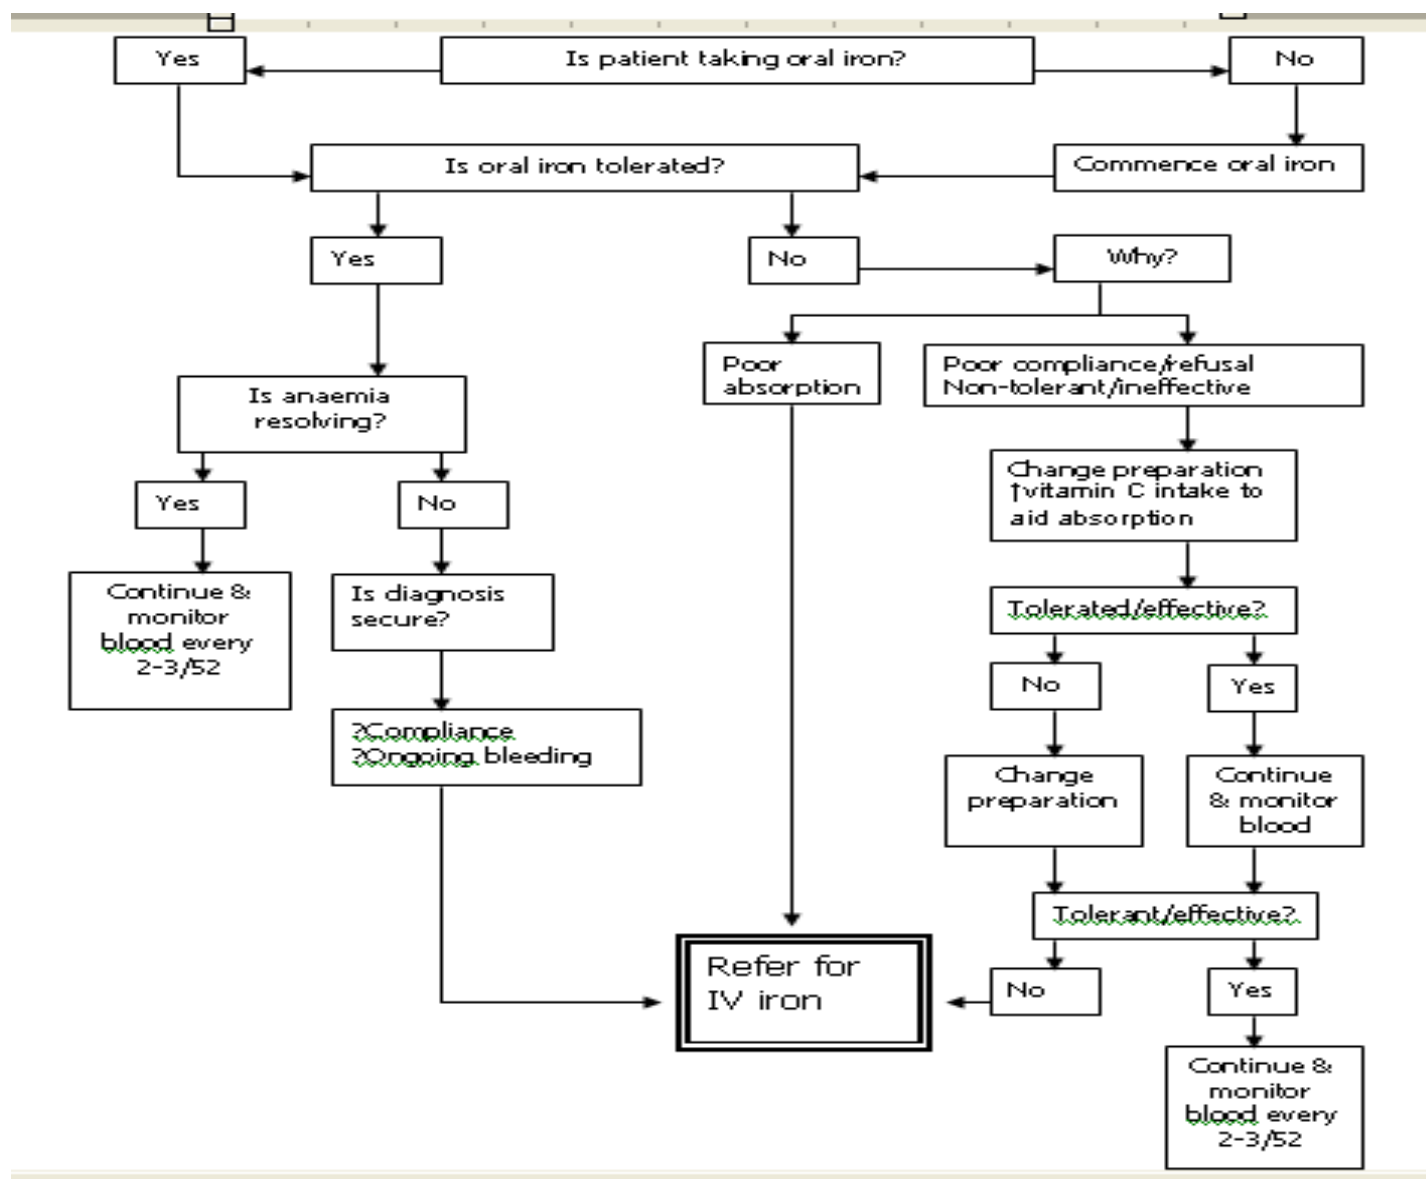 Yes
Is patient taking oral iron?
No
Is oral iron tolerated?
Commence oral iron
Yes
No
Why?
Poor
absorption
Poor compliance/refusal
Non-tolerant/ineffective
Is anaemia
resolving?
Change preparation
↑vitamin C intake to
aid absorption
Yes
No
Continue &
monitor
blood every
2-3/52
Is diagnosis
secure?
Tolerated/effective?
No
Yes
?Compliance
?Ongoing bleeding
Change
preparation
Continue
& monitor
blood
Tolerant/effective?
Refer for
IV iron
No
Yes
Continue &
monitor
blood every
2-3/52